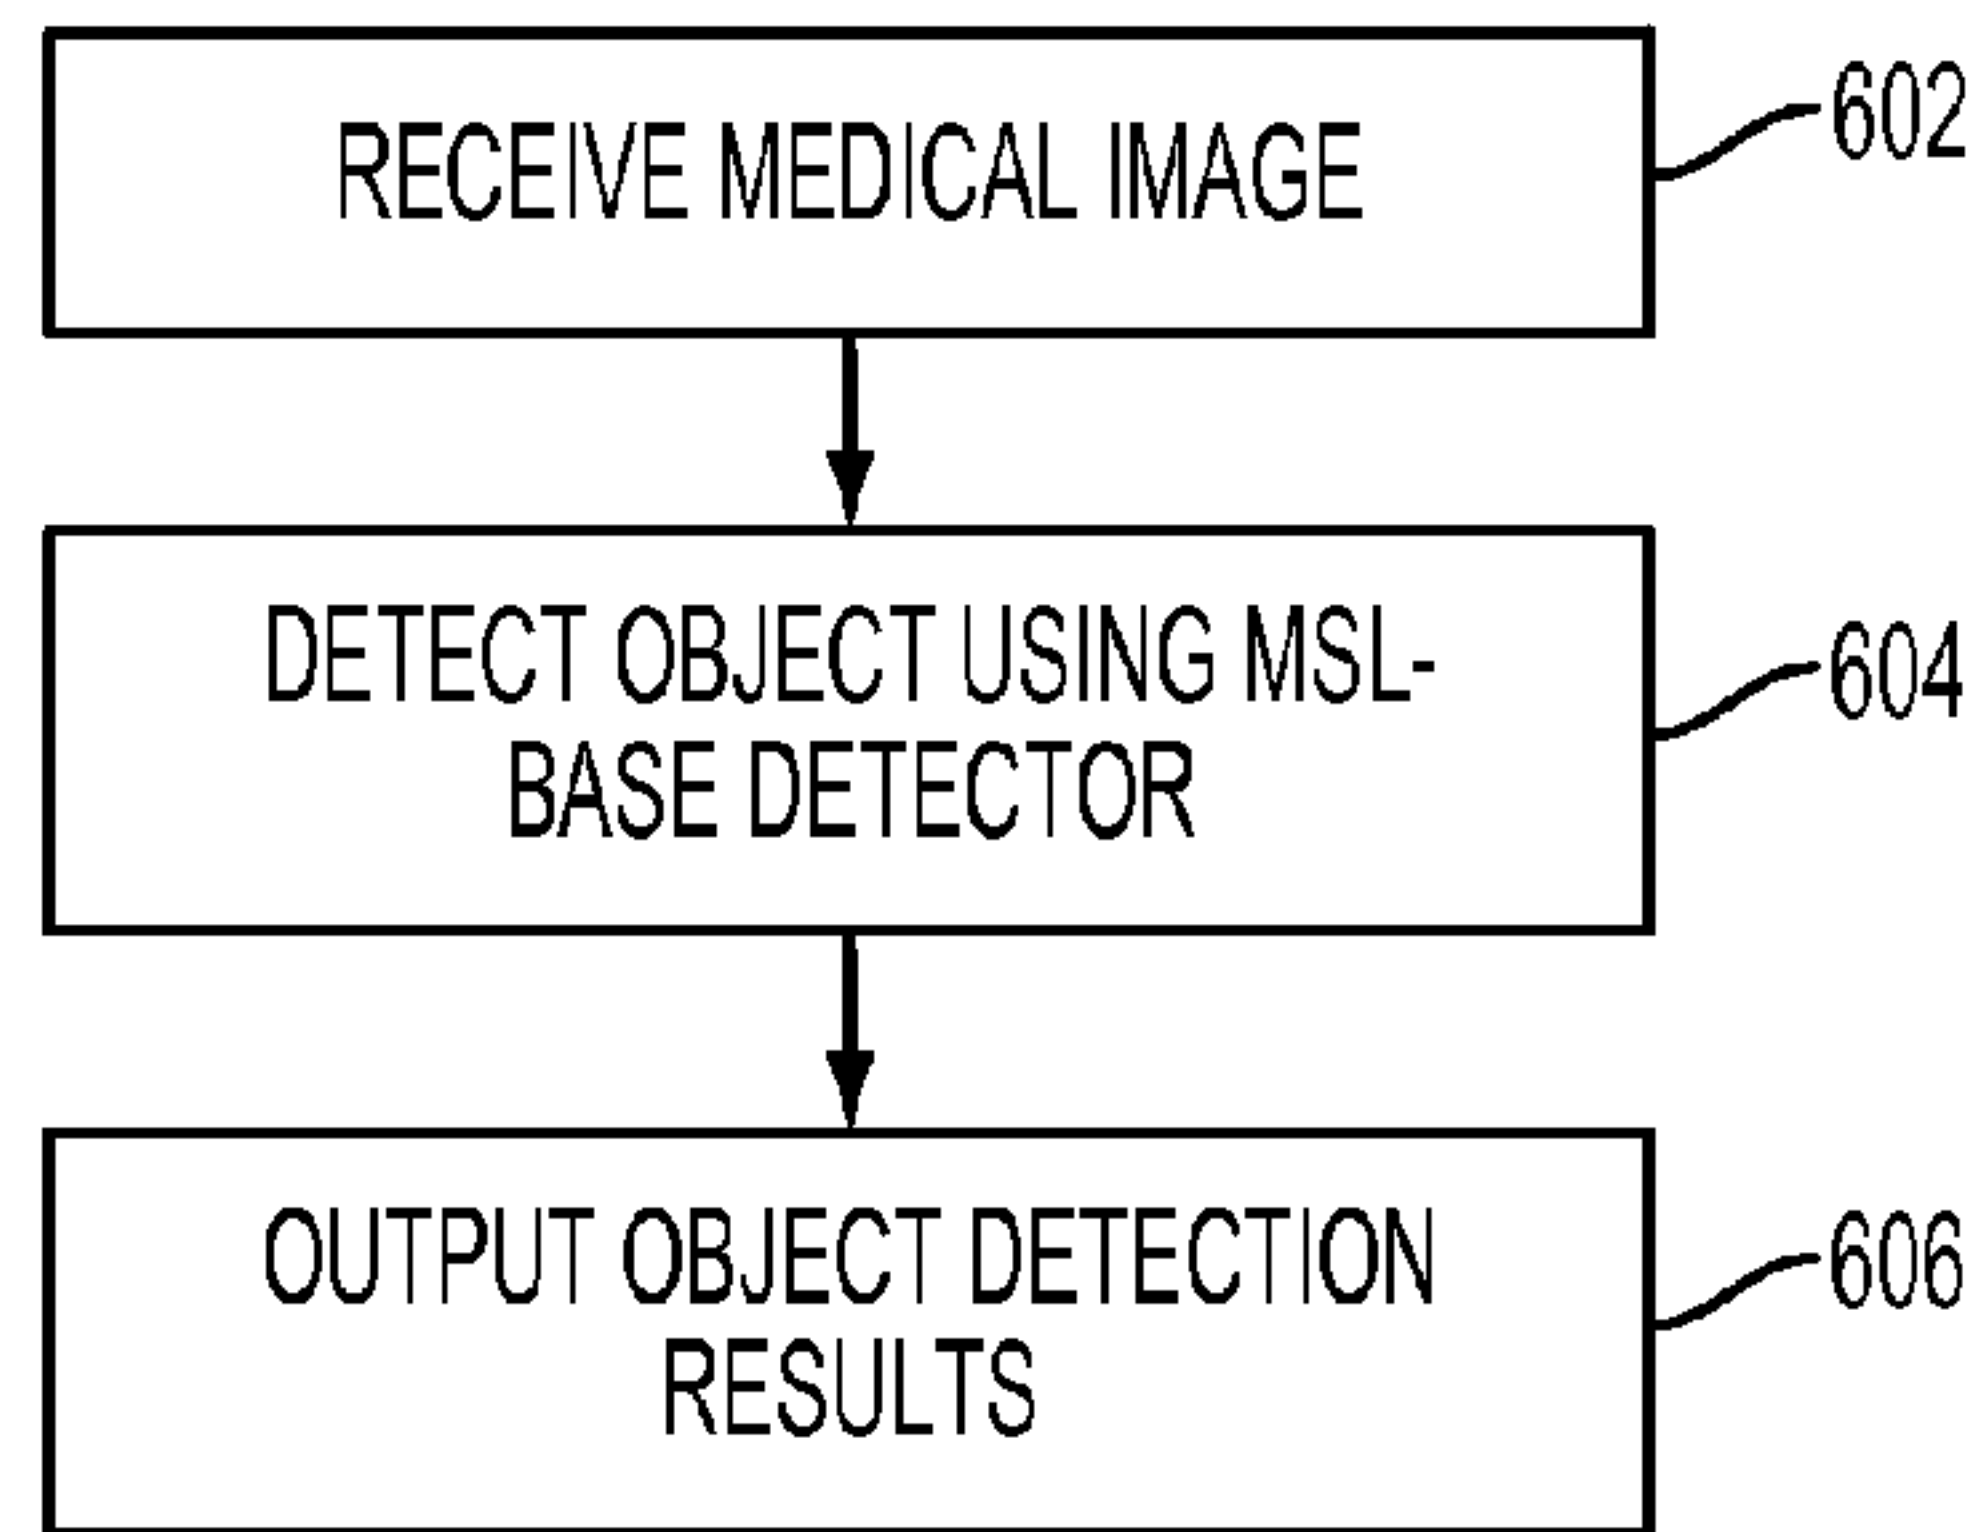 RECEIVE MEDICAL IMAGE
602
DETECT OBJECT USING MSL-
BASE DETECTOR
604
OUTPUT OBJECT DETECTION
RESULTS
606